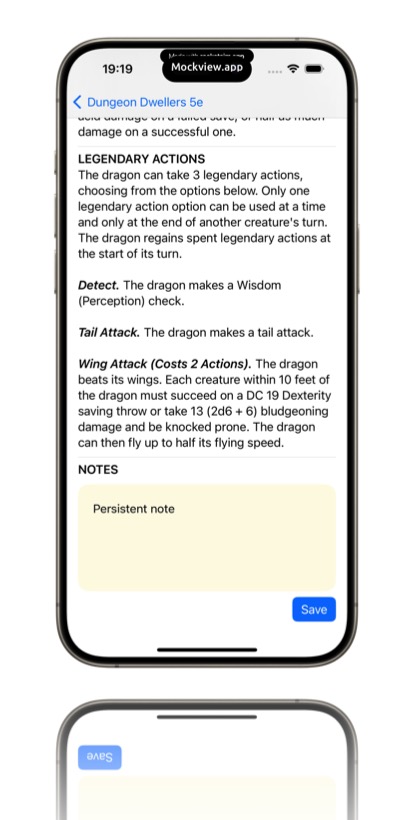 19:19
Mockview.app
Dungeon Dwellers 5e
acid damage on a failed save, or half as much
damage on a successful one.
LEGENDARY ACTIONS
The dragon can take 3 legendary actions,
choosing from the options below. Only one
legendary action option can be used at a time
and only at the end of another creature's turn.
The dragon regains spent legendary actions at
the start of its turn.
Detect. The dragon makes a Wisdom
(Perception) check.
Tail Attack. The dragon makes a tail attack.
Wing Attack (Costs 2 Actions). The dragon
beats its wings. Each creature within 10 feet of
the dragon must succeed on a DC 19 Dexterity
saving throw or take 13 (2d6 + 6) bludgeoning
damage and be knocked prone. The dragon
can then fly up to half its flying speed.
NOTES
Persistent note
Save
Save